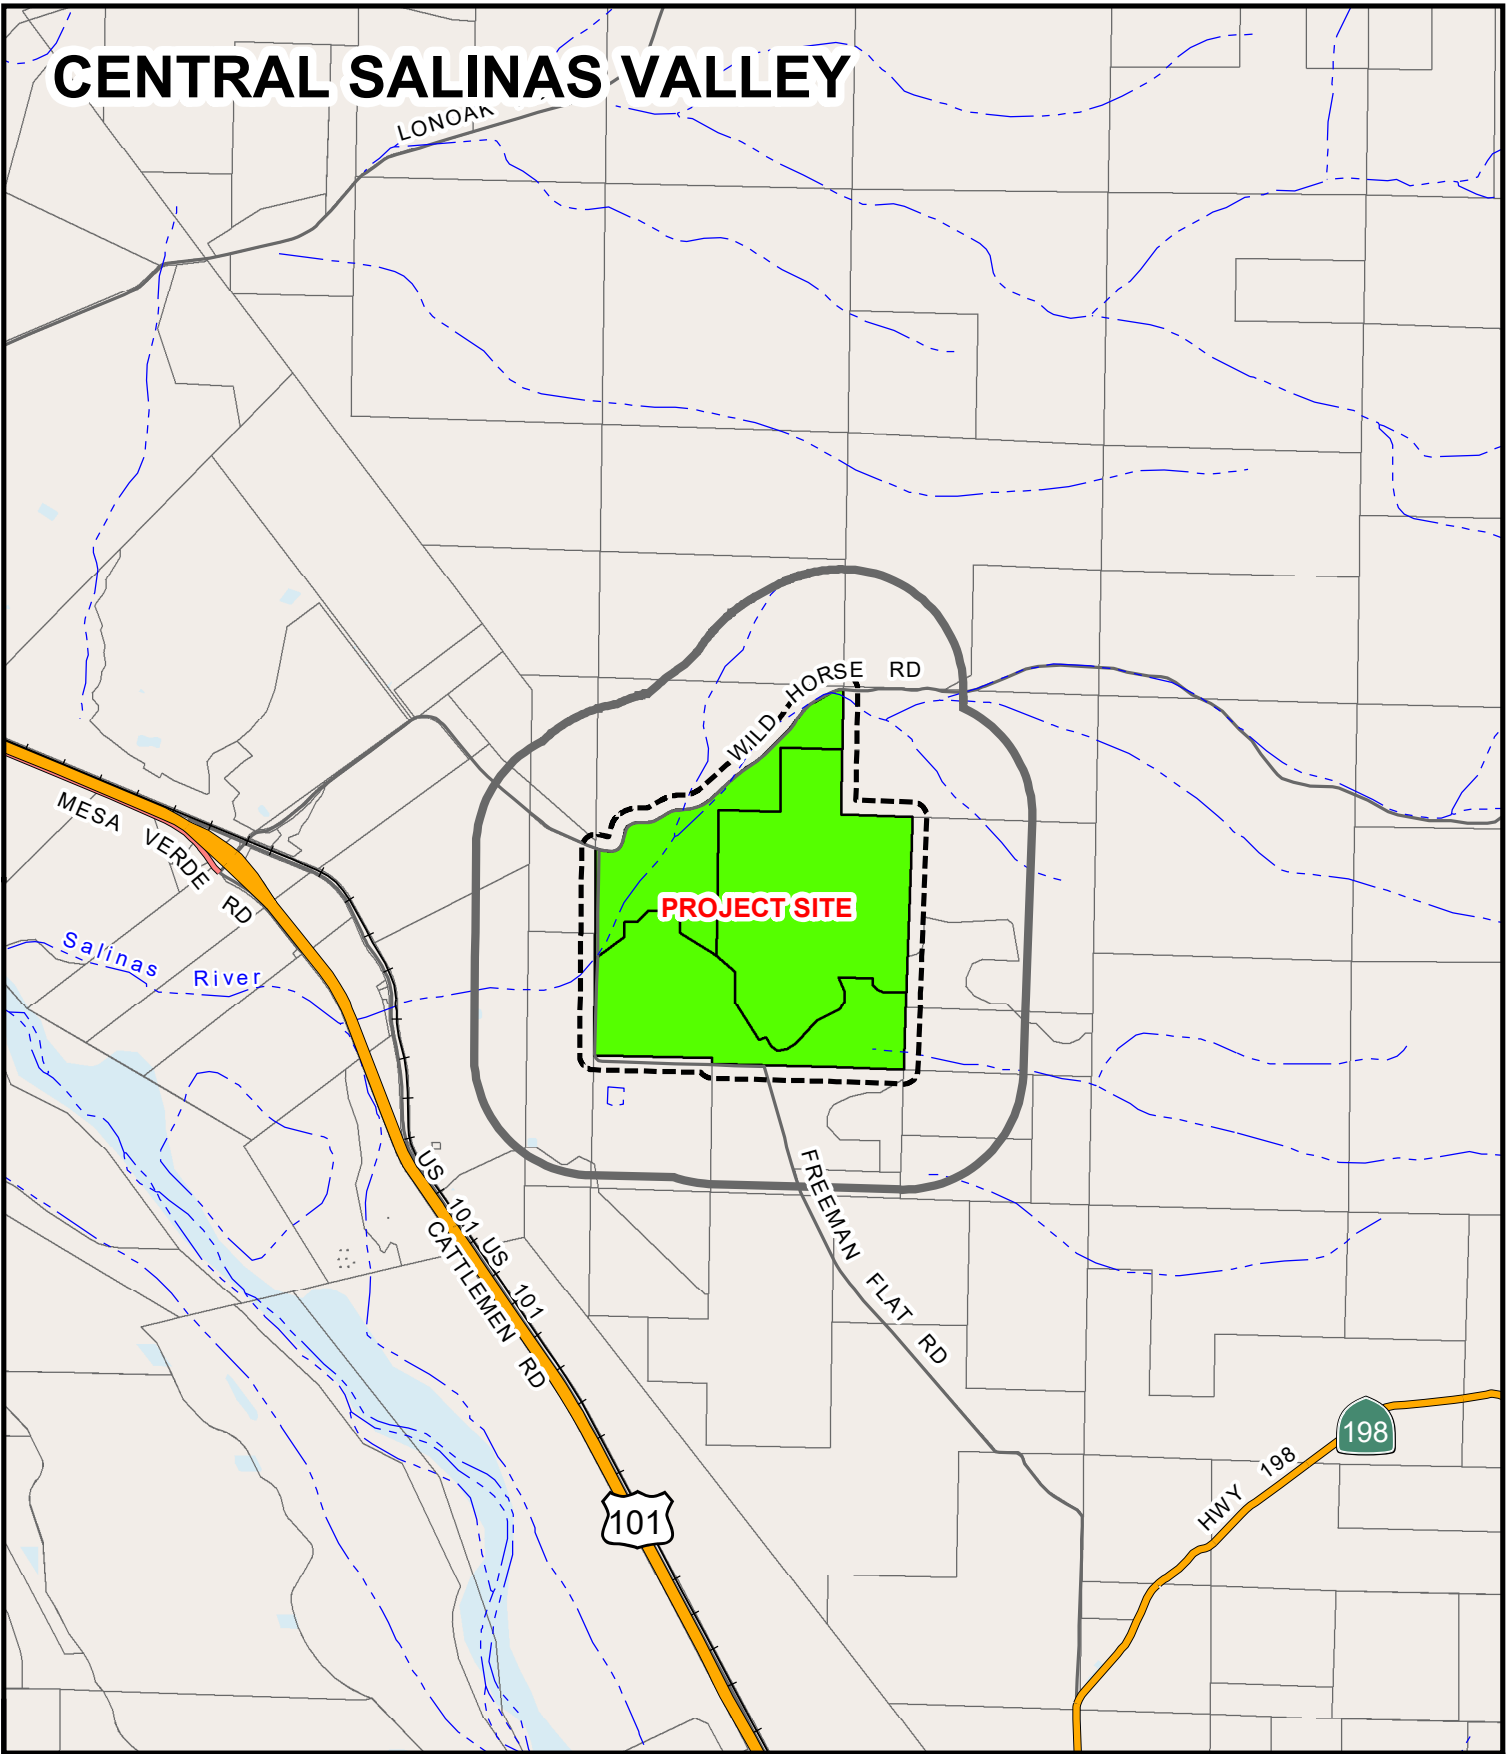 CENTRAL SALINAS VALLEY
LONOAK
WILD HORSE RD
MESA VERDE RD
PROJECT SITE
Salinas River
US 101
US 101
CATTLEMEN RD
FREEMAN FLAT RD
198
HWY 198
101